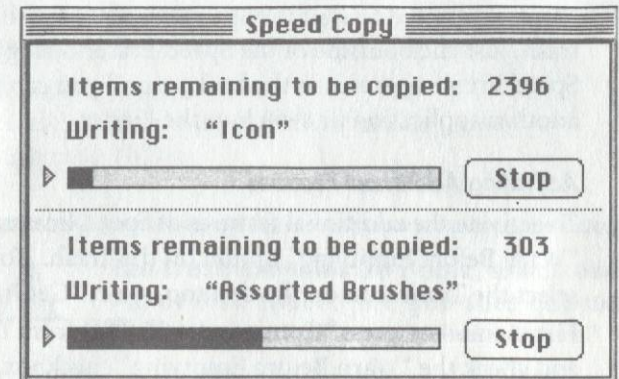 Speed Copy
Items remaining to be copied: 2396
Writing: “Icon”
Stop
Items remaining to be copied: 303
Writing: “Assorted Brushes”
Stop